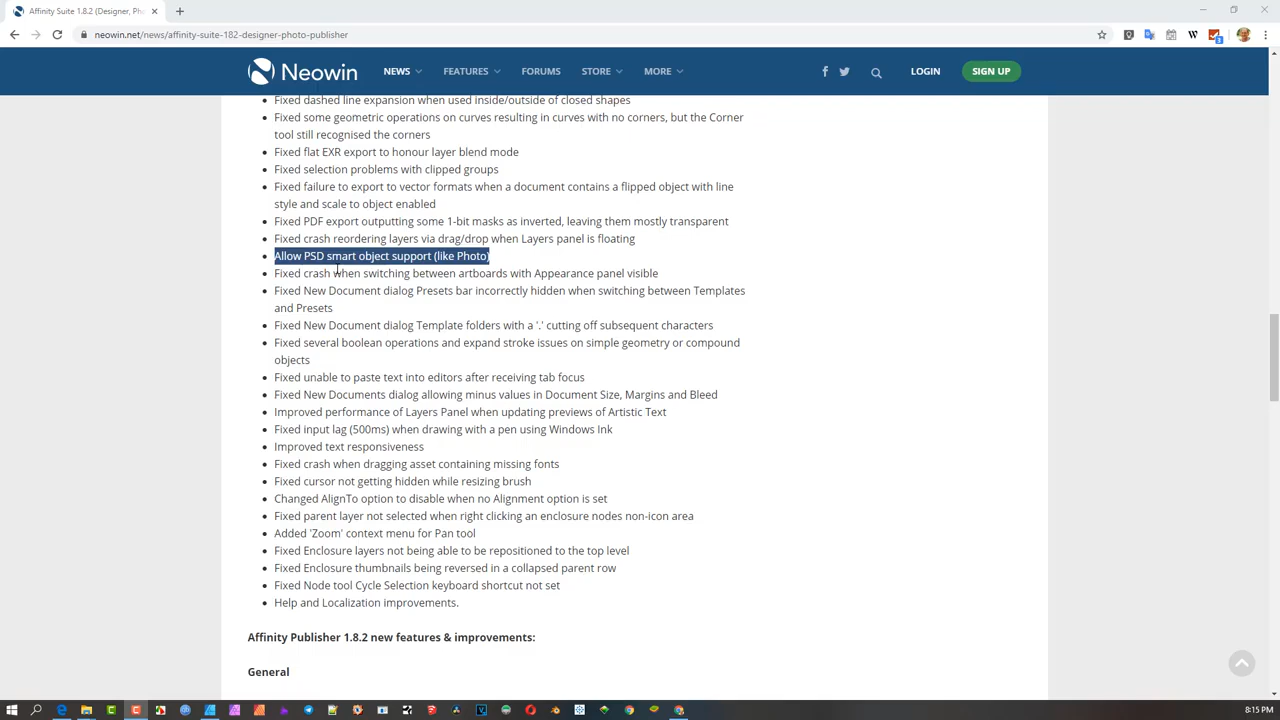 Affinity Suite 1.8.2 (Designer, Ph
neowin.net/news/affinity-suite-182-designer-photo-publisher
Neowin
NEWS
FEATURES
FORUMS
STORE
MORE
LOGIN
SIGN UP
Fixed dashed line expansion when used inside/outside of closed shapes
Fixed some geometric operations on curves resulting in curves with no corners, but the Corner
tool still recognised the corners
Fixed flat EXR export to honour layer blend mode
Fixed selection problems with clipped groups
Fixed failure to export to vector formats when a document contains a flipped object with line
style and scale to object enabled
Fixed PDF export outputting some 1-bit masks as inverted, leaving them mostly transparent
Fixed crash reordering layers via drag/drop when Layers panel is floating
Allow PSD smart object support (like Photo)
Fixed crash when switching between artboards with Appearance panel visible
Fixed New Document dialog Presets bar incorrectly hidden when switching between Templates
and Presets
Fixed New Document dialog Template folders with a '.' cutting off subsequent characters
Fixed several boolean operations and expand stroke issues on simple geometry or compound
objects
Fixed unable to paste text into editors after receiving tab focus
Fixed New Documents dialog allowing minus values in Document Size, Margins and Bleed
Improved performance of Layers Panel when updating previews of Artistic Text
Fixed input lag (500ms) when drawing with a pen using Windows Ink
Improved text responsiveness
Fixed crash when dragging asset containing missing fonts
Fixed cursor not getting hidden while resizing brush
Changed AlignTo option to disable when no Alignment option is set
Fixed parent layer not selected when right clicking an enclosure nodes non-icon area
Added 'Zoom' context menu for Pan tool
Fixed Enclosure layers not being able to be repositioned to the top level
Fixed Enclosure thumbnails being reversed in a collapsed parent row
Fixed Node tool Cycle Selection keyboard shortcut not set
Help and Localization improvements.
Affinity Publisher 1.8.2 new features & improvements:
General
8:15 PM